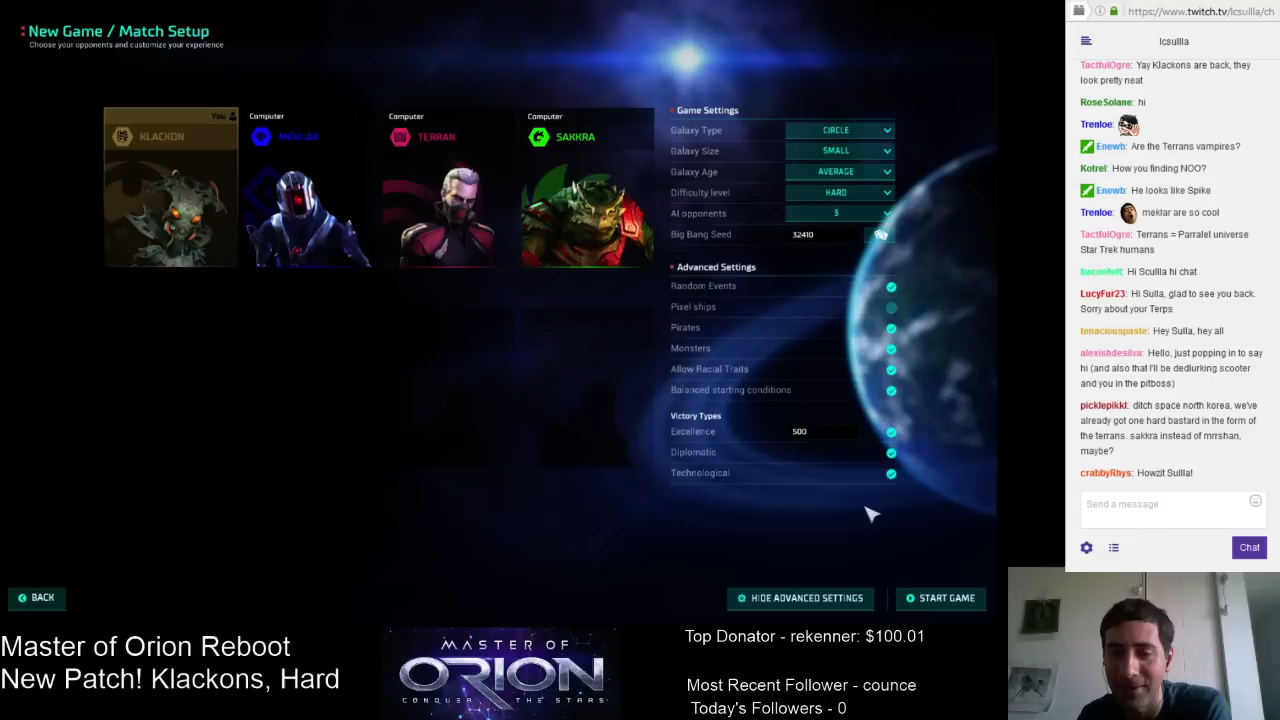 New Game / Match Setup
Choose your opponents and customize your experience.
You
KLACKON
Computer
MEKLAR
Computer
TERRAN
Computer
SAKKRA
Game Settings
Galaxy Type CIRCLE
Galaxy Size SMALL
Galaxy Age AVERAGE
Difficulty level HARD
AI opponents 3
Big Bang Seed 32410
Advanced Settings
Random Events
Pixel ships
Pirates
Monsters
Allow Racial Traits
Balanced starting conditions
Victory Types
Excellence 500
Diplomatic
Technological
BACK
HIDE ADVANCED SETTINGS
START GAME
Master of Orion Reboot
New Patch! Klackons, Hard
MASTER OF
ORION
CONQUER THE STARS
Top Donator - rekenner: $100.01
Most Recent Follower - counce
Today's Followers - 0
https://www.twitch.tv/lcsullla/ch
lcsullla
TactfulOgre: Yay Klackons are back, they
look pretty neat
RoseSolane: hi
Trenloe:
Enewb: Are the Terrans vampires?
Kotrel: How you finding NOO?
Enewb: He looks like Spike
Trenloe: meklar are so cool
TactfulOgre: Terrans = Parralel universe
Star Trek humans
baconfett: Hi Scullla hi chat
LucyFur23: Hi Sulla, glad to see you back.
Sorry about your Terps
tenaciouspaste: Hey Sulla, hey all
alexishdesilva: Hello, just popping in to say
hi (and also that I'll be dedlurking scooter
and you in the pitboss)
picklepikkl: ditch space north korea, we've
already got one hard bastard in the form of
the terrans. sakkra instead of mrrshan,
maybe?
crabbyRhys: Howzit Sullla!
Send a message
Chat